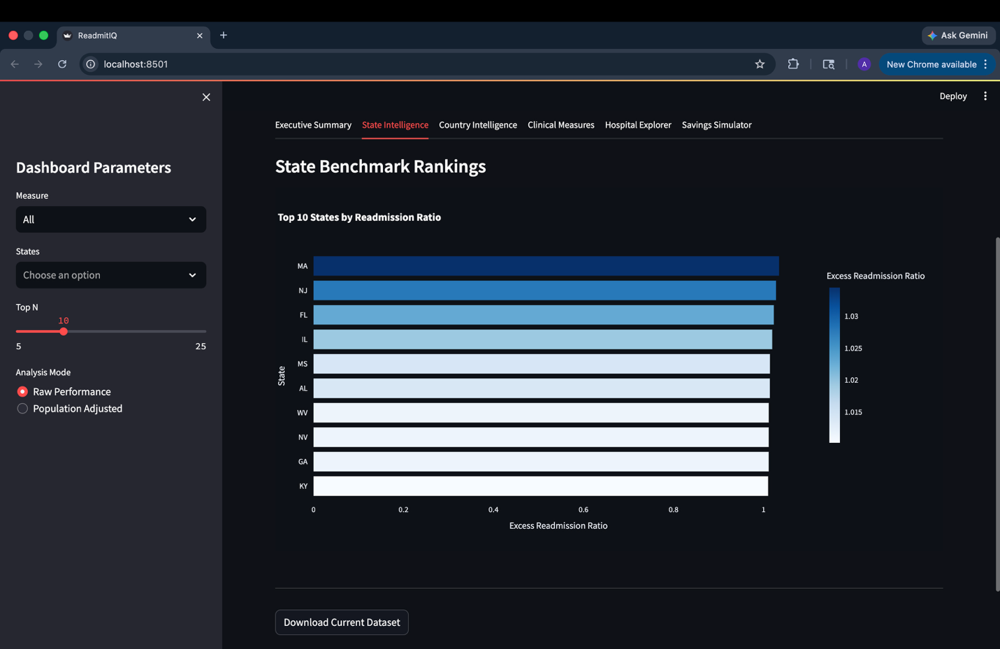 ReadmitIQ
Ask Gemini
localhost:8501
A
New Chrome available
Deploy
Dashboard Parameters
Measure
All
States
Choose an option
Top N
10
5
25
Analysis Mode
Raw Performance
Population Adjusted
Executive Summary
State Intelligence
Country Intelligence
Clinical Measures
Hospital Explorer
Savings Simulator
State Benchmark Rankings
Top 10 States by Readmission Ratio
State
MA
NJ
FL
IL
MS
AL
WV
NV
GA
KY
0
0.2
0.4
0.6
0.8
1
Excess Readmission Ratio
Excess Readmission Ratio
1.03
1.025
1.02
1.015
Download Current Dataset